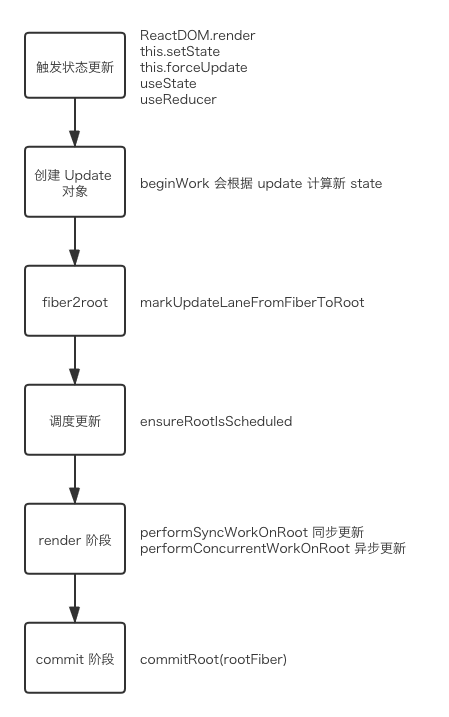 触发状态更新
ReactDOM.render
this.setState
this.forceUpdate
useState
useReducer
创建 Update
对象
beginWork 会根据 update 计算新 state
fiber2root
markUpdateLaneFromFiberToRoot
调度更新
ensureRootIsScheduled
render 阶段
performSyncWorkOnRoot 同步更新
performConcurrentWorkOnRoot 异步更新
commit 阶段
commitRoot(rootFiber)